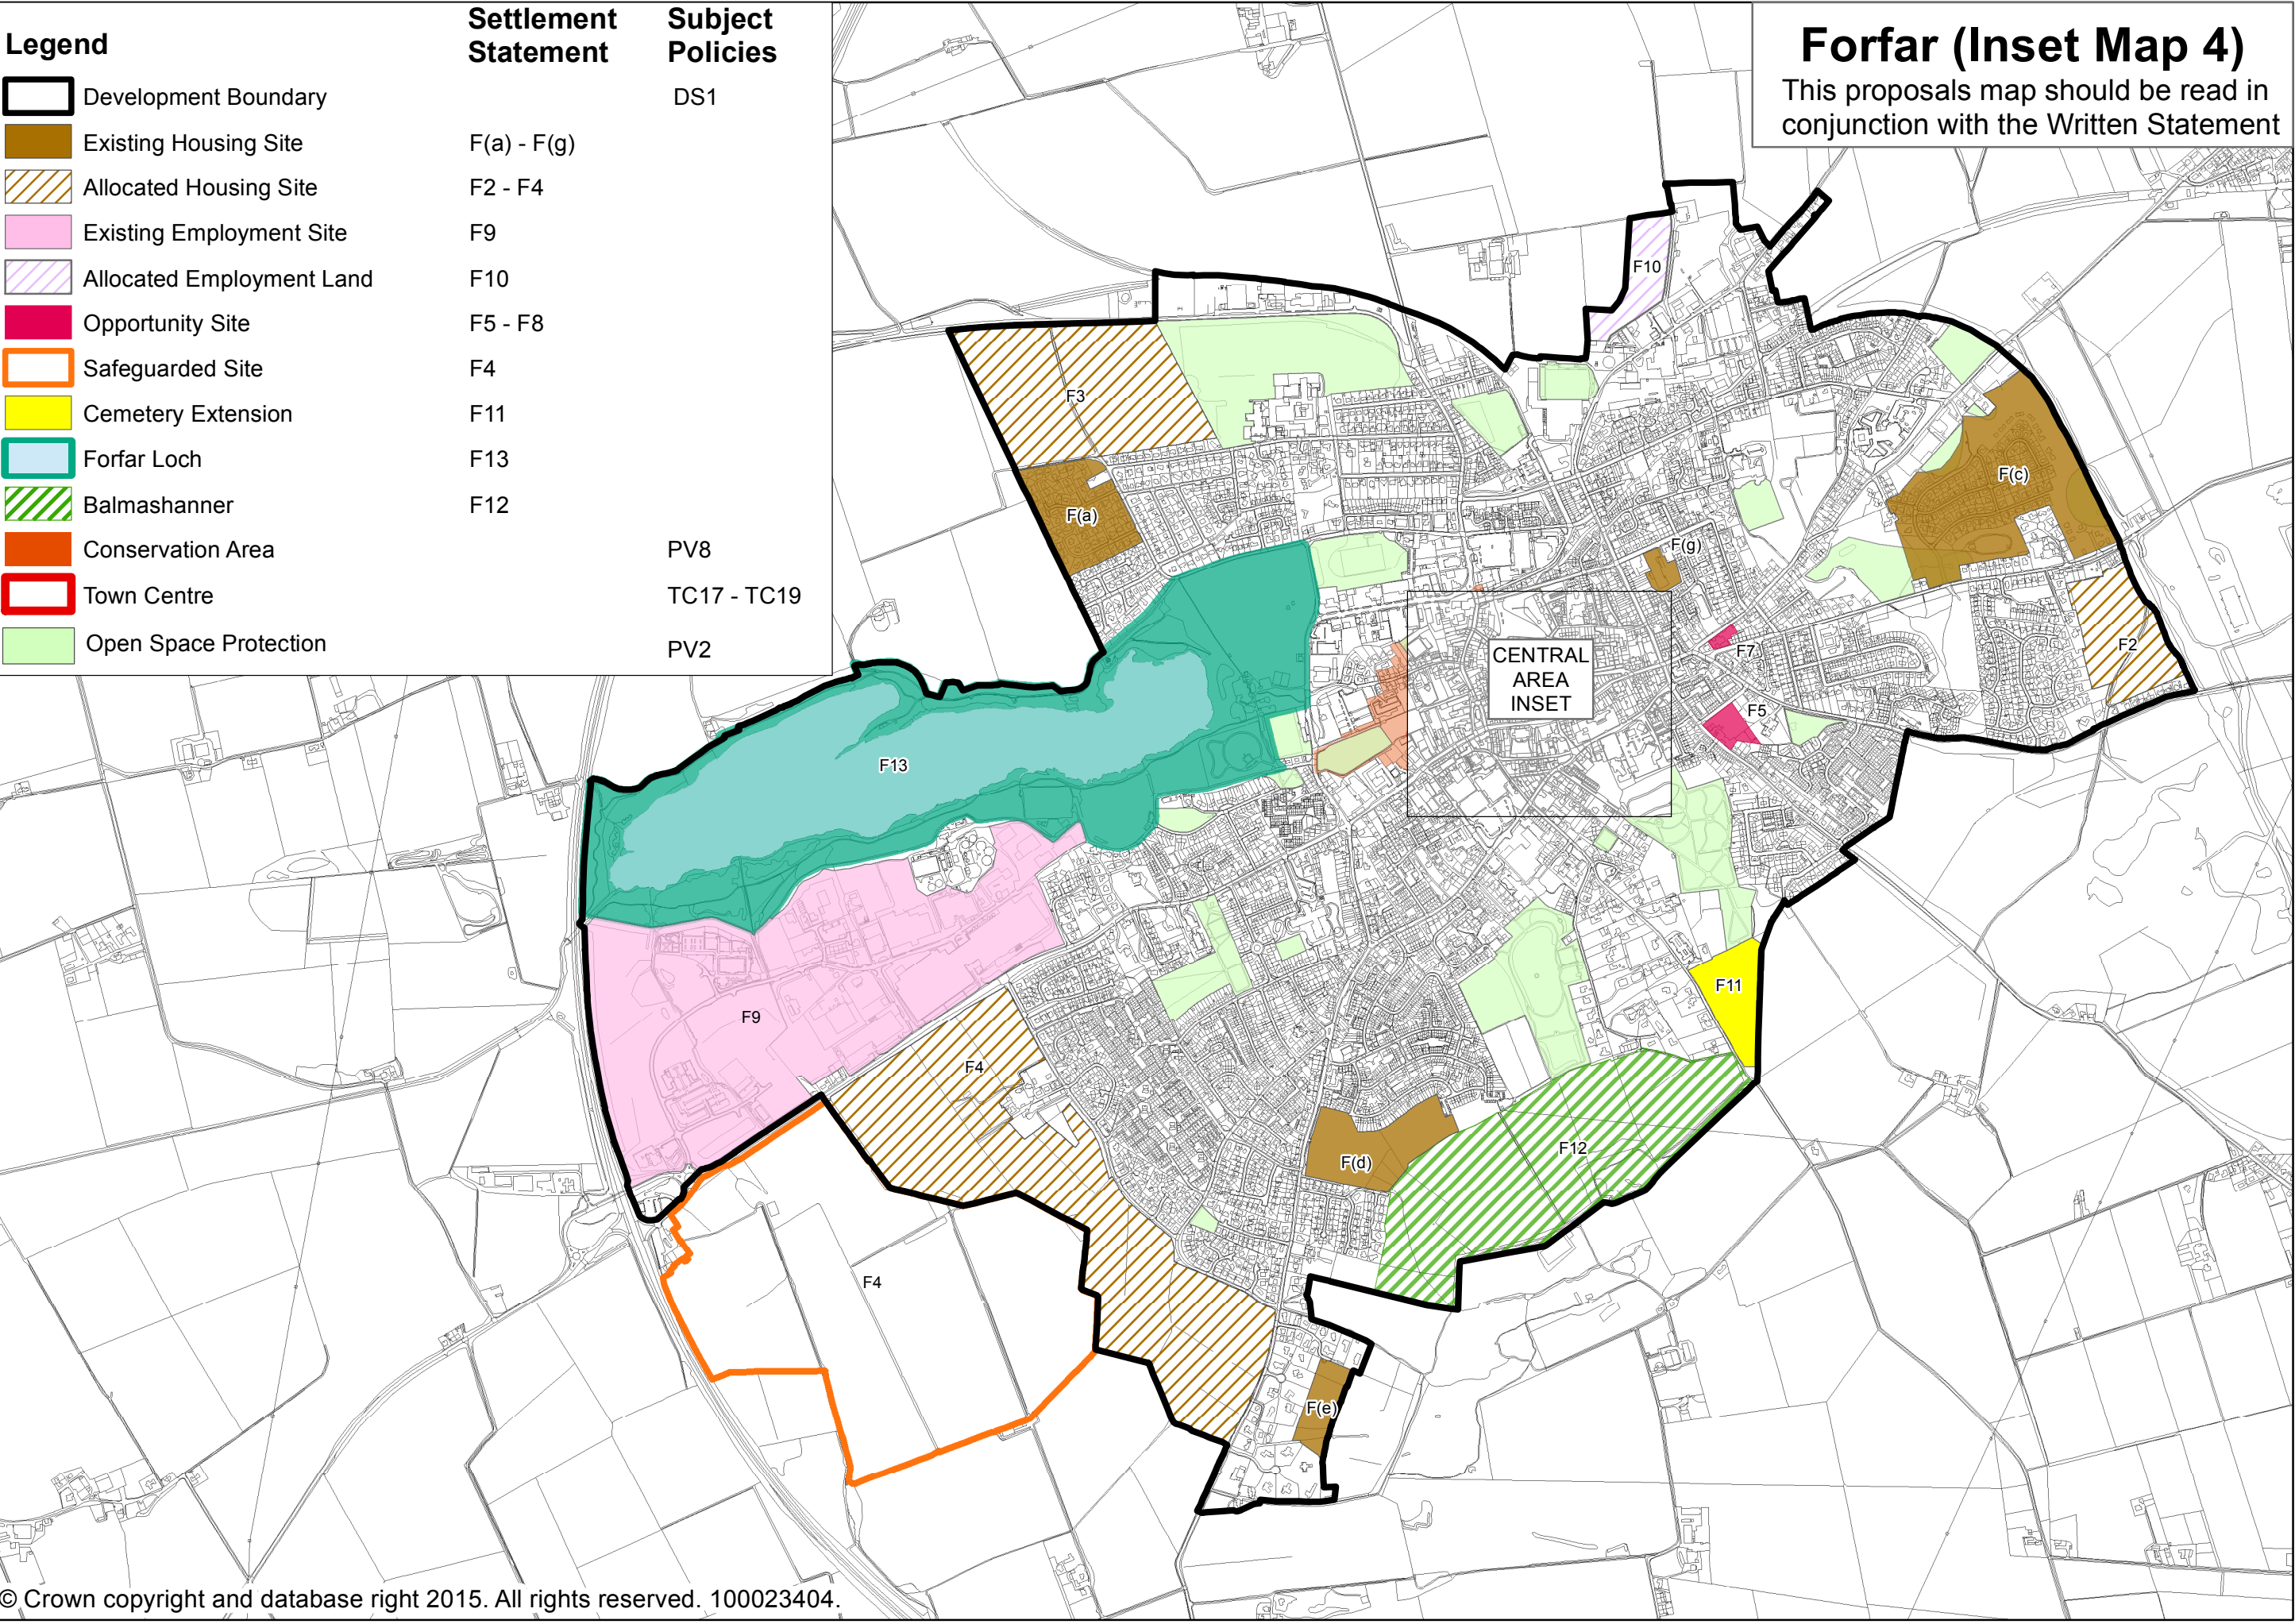 Legend
Settlement Statement
Subject Policies
Development Boundary DS1
Existing Housing Site F(a) - F(g)
Allocated Housing Site F2 - F4
Existing Employment Site F9
Allocated Employment Land F10
Opportunity Site F5 - F8
Safeguarded Site F4
Cemetery Extension F11
Forfar Loch F13
Balmashanner F12
Conservation Area PV8
Town Centre TC17 - TC19
Open Space Protection PV2
Forfar (Inset Map 4)
This proposals map should be read in
conjunction with the Written Statement
F10
F3
F(c)
F(a)
F(g)
F2
F7
CENTRAL
AREA
INSET
F5
F13
F11
F9
F4
F12
F(d)
F4
F(e)
© Crown copyright and database right 2015. All rights reserved. 100023404.